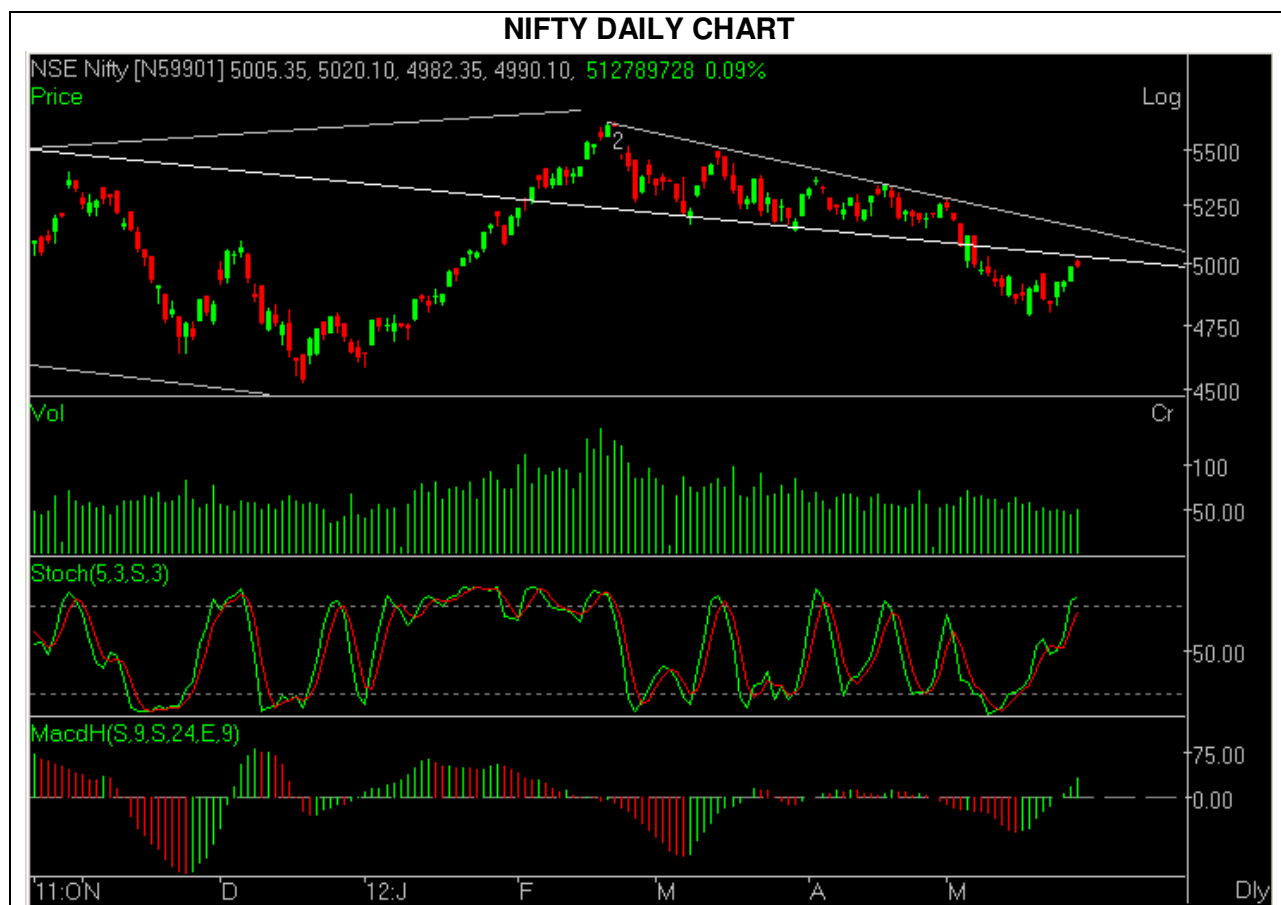 NIFTY DAILY CHART
NSE Nifty [N59901] 5005.35, 5020.10, 4982.35, 4990.10, 512789728 0.09%
Price
Log
2
5500
5250
5000
4750
4500
Vol
Cr
100
50.00
Stoch(5,3,S,3)
50.00
MacdH(S,9,S,24,E,9)
75.00
0.00
11:ON D 12:J F M A M Dly